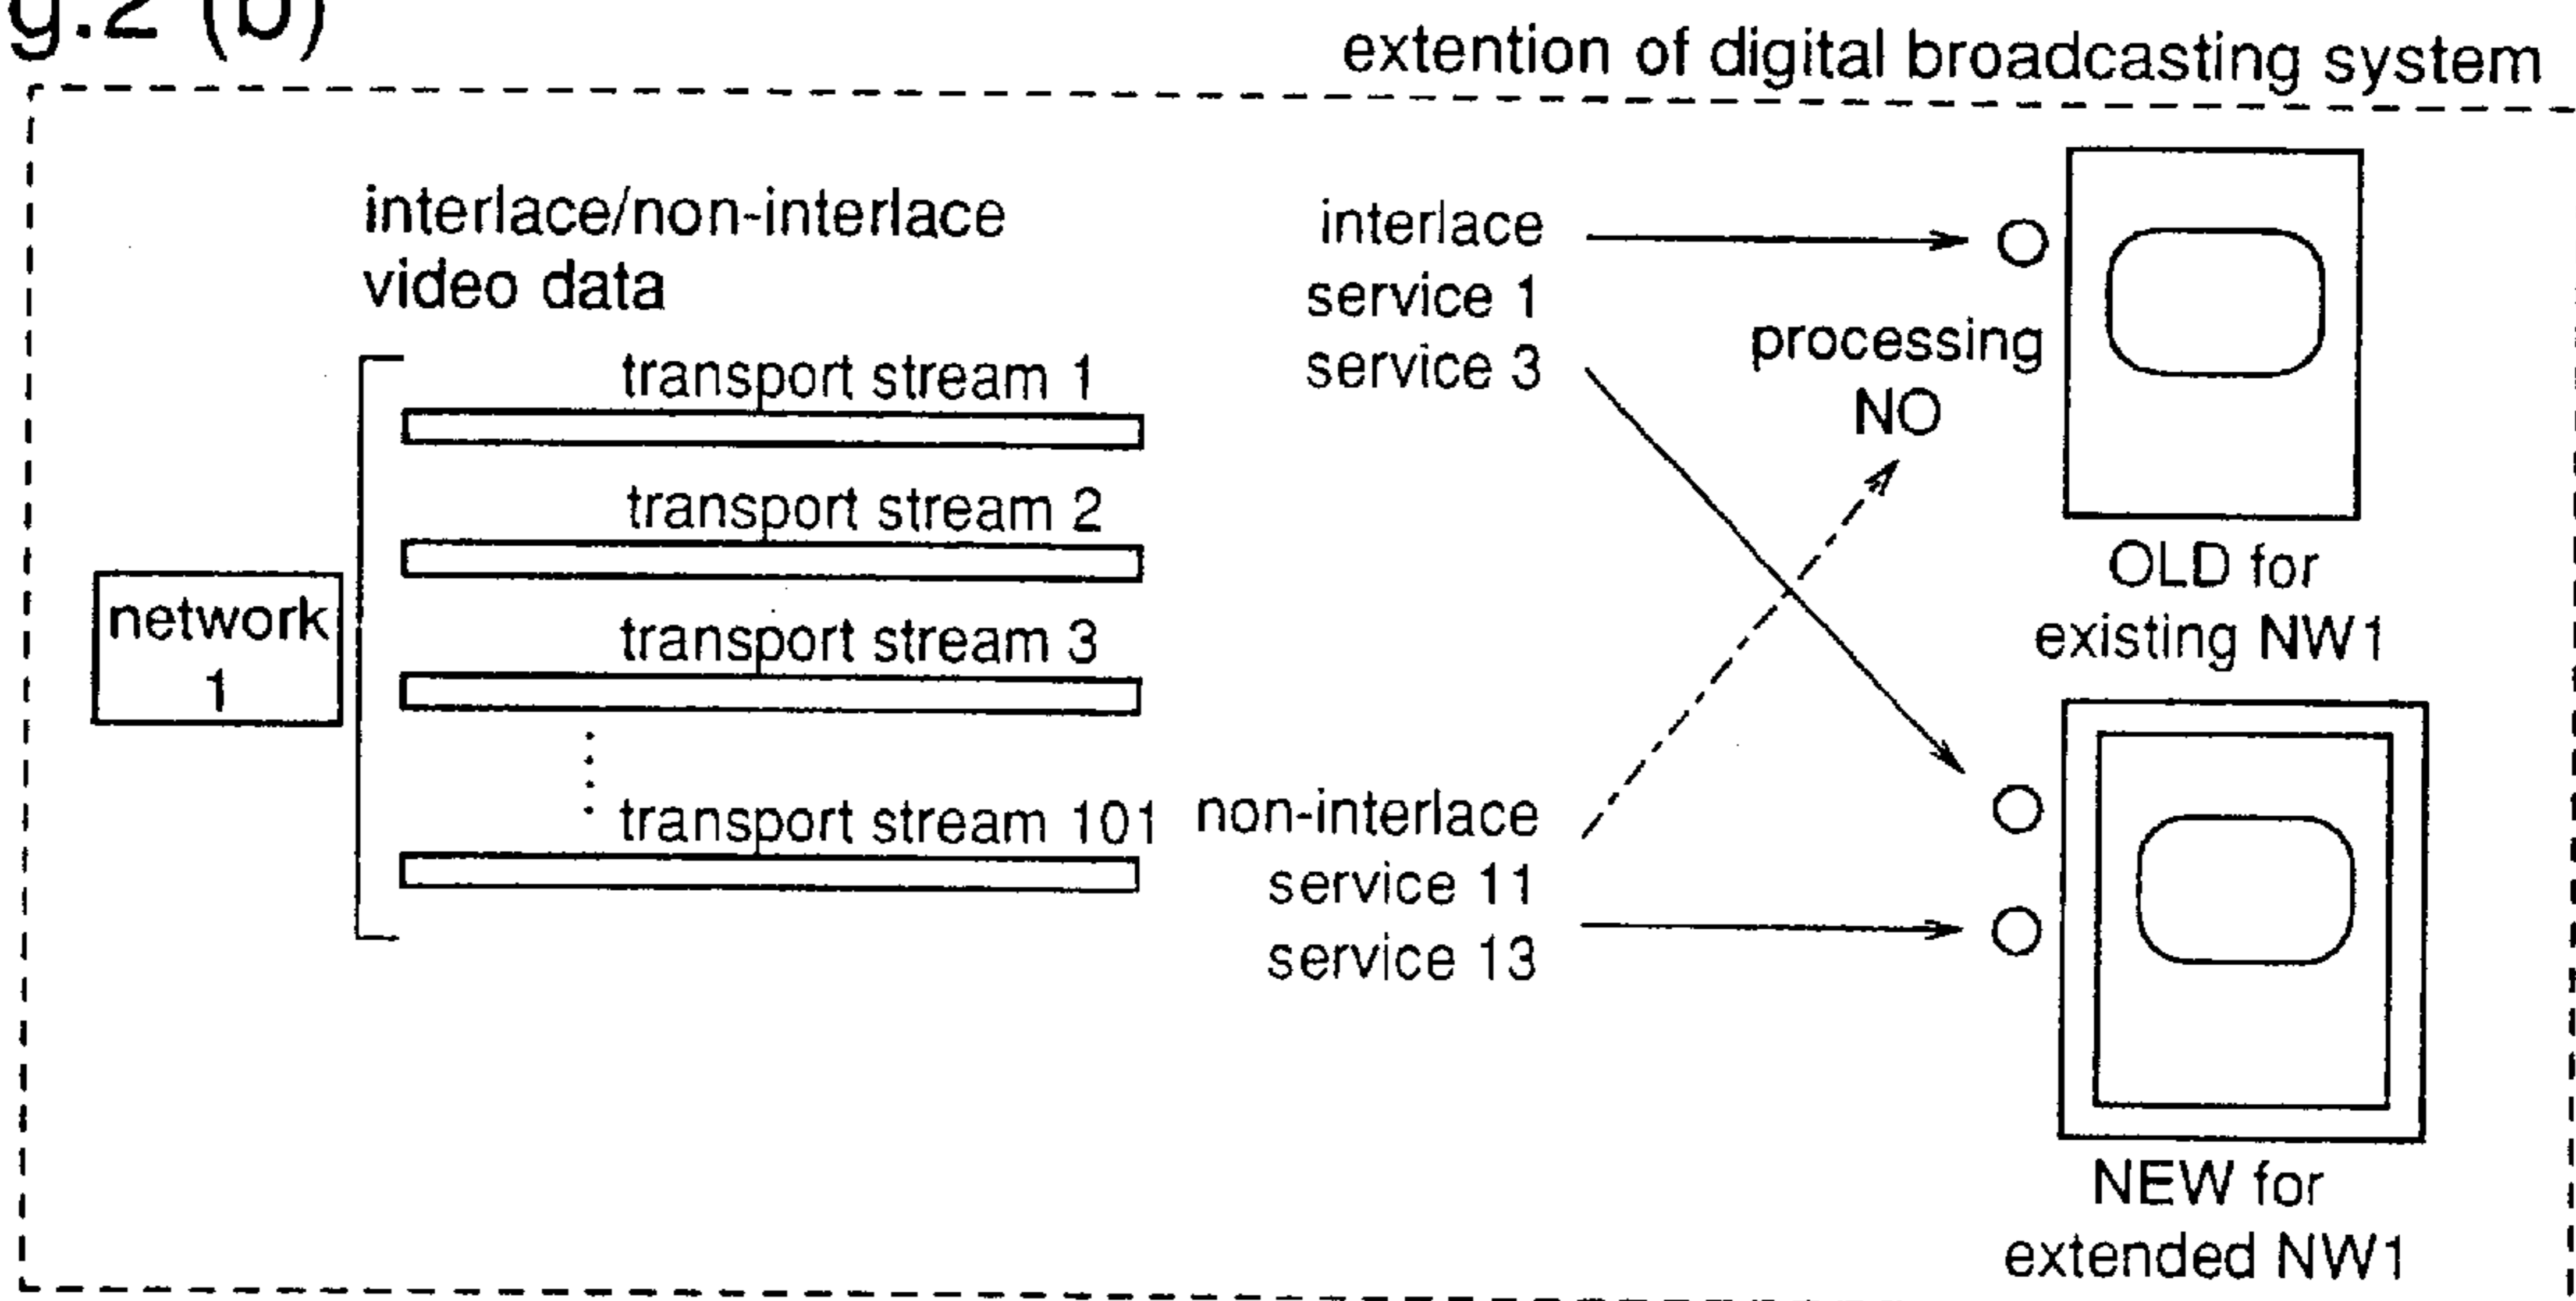 g.2 (b)
extention of digital broadcasting system
interlace/non-interlace
video data
transport stream 1
transport stream 2
transport stream 3
transport stream 101
network
1
interlace
service 1
service 3
non-interlace
service 11
service 13
processing
NO
OLD for
existing NW1
NEW for
extended NW1